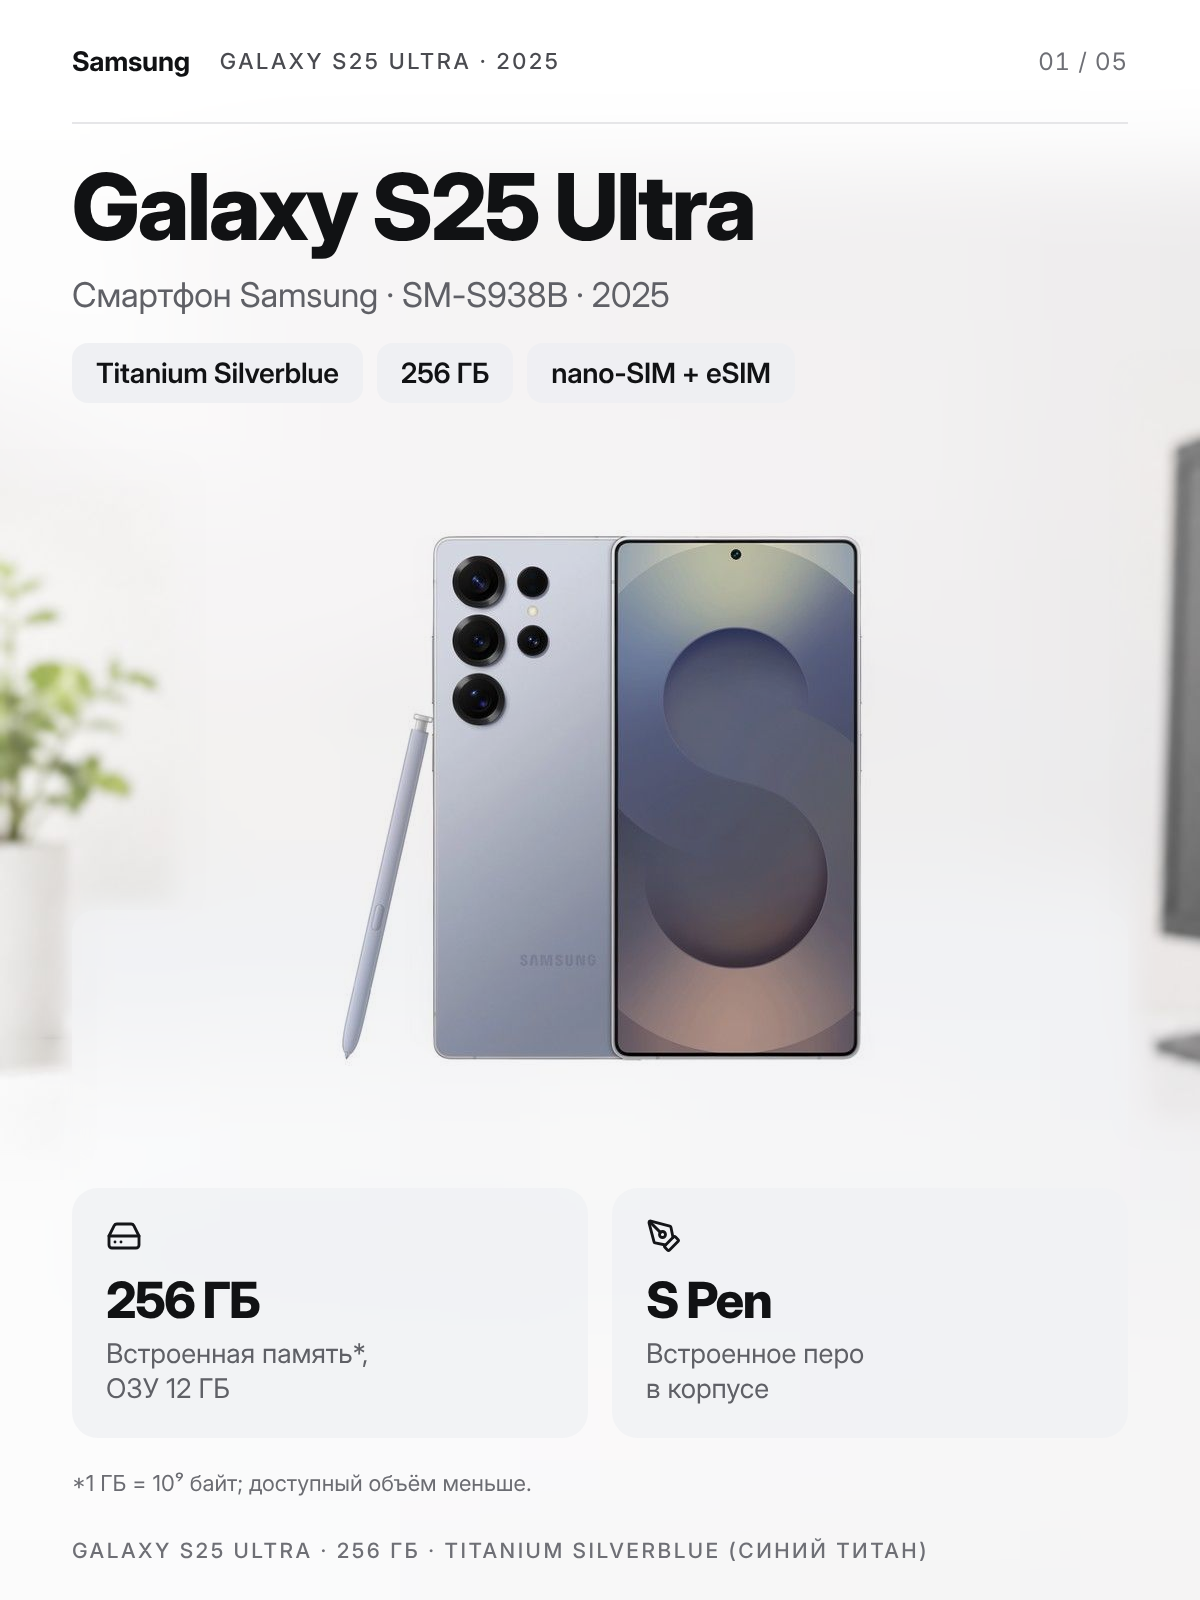 Samsung GALAXY S25 ULTRA · 2025 01 / 05
Galaxy S25 Ultra
Смартфон Samsung · SM-S938B · 2025
Titanium Silverblue 256 ГБ nano-SIM + eSIM
SAMSUNG
256 ГБ
Встроенная память*,
ОЗУ 12 ГБ
S Pen
Встроенное перо
в корпусе
*1 ГБ = 10⁹ байт; доступный объём меньше.
GALAXY S25 ULTRA · 256 ГБ · TITANIUM SILVERBLUE (СИНИЙ ТИТАН)